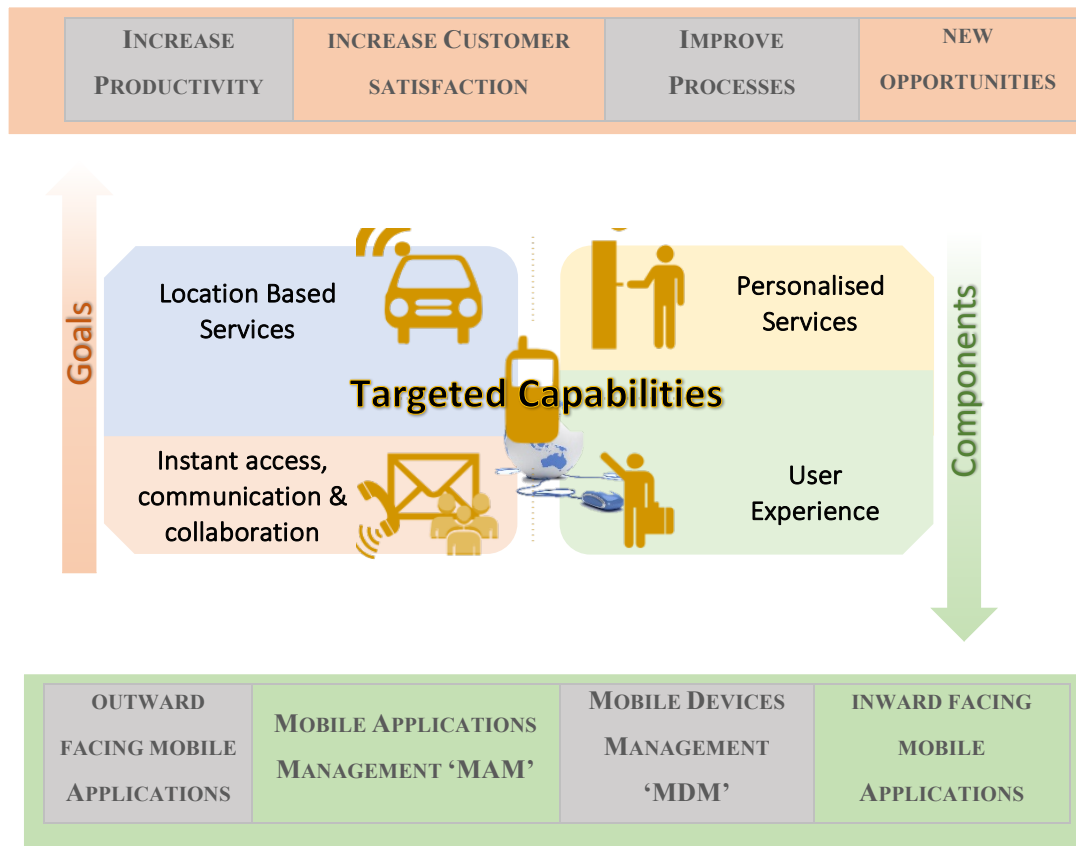 INCREASE
PRODUCTIVITY
INCREASE CUSTOMER
SATISFACTION
IMPROVE
PROCESSES
NEW
OPPORTUNITIES
Goals
Location Based
Services
Personalised
Services
Targeted Capabilities
Instant access,
communication &
collaboration
User
Experience
Components
OUTWARD
FACING MOBILE
APPLICATIONS
MOBILE APPLICATIONS
MANAGEMENT ‘MAM’
MOBILE DEVICES
MANAGEMENT
‘MDM’
INWARD FACING
MOBILE
APPLICATIONS